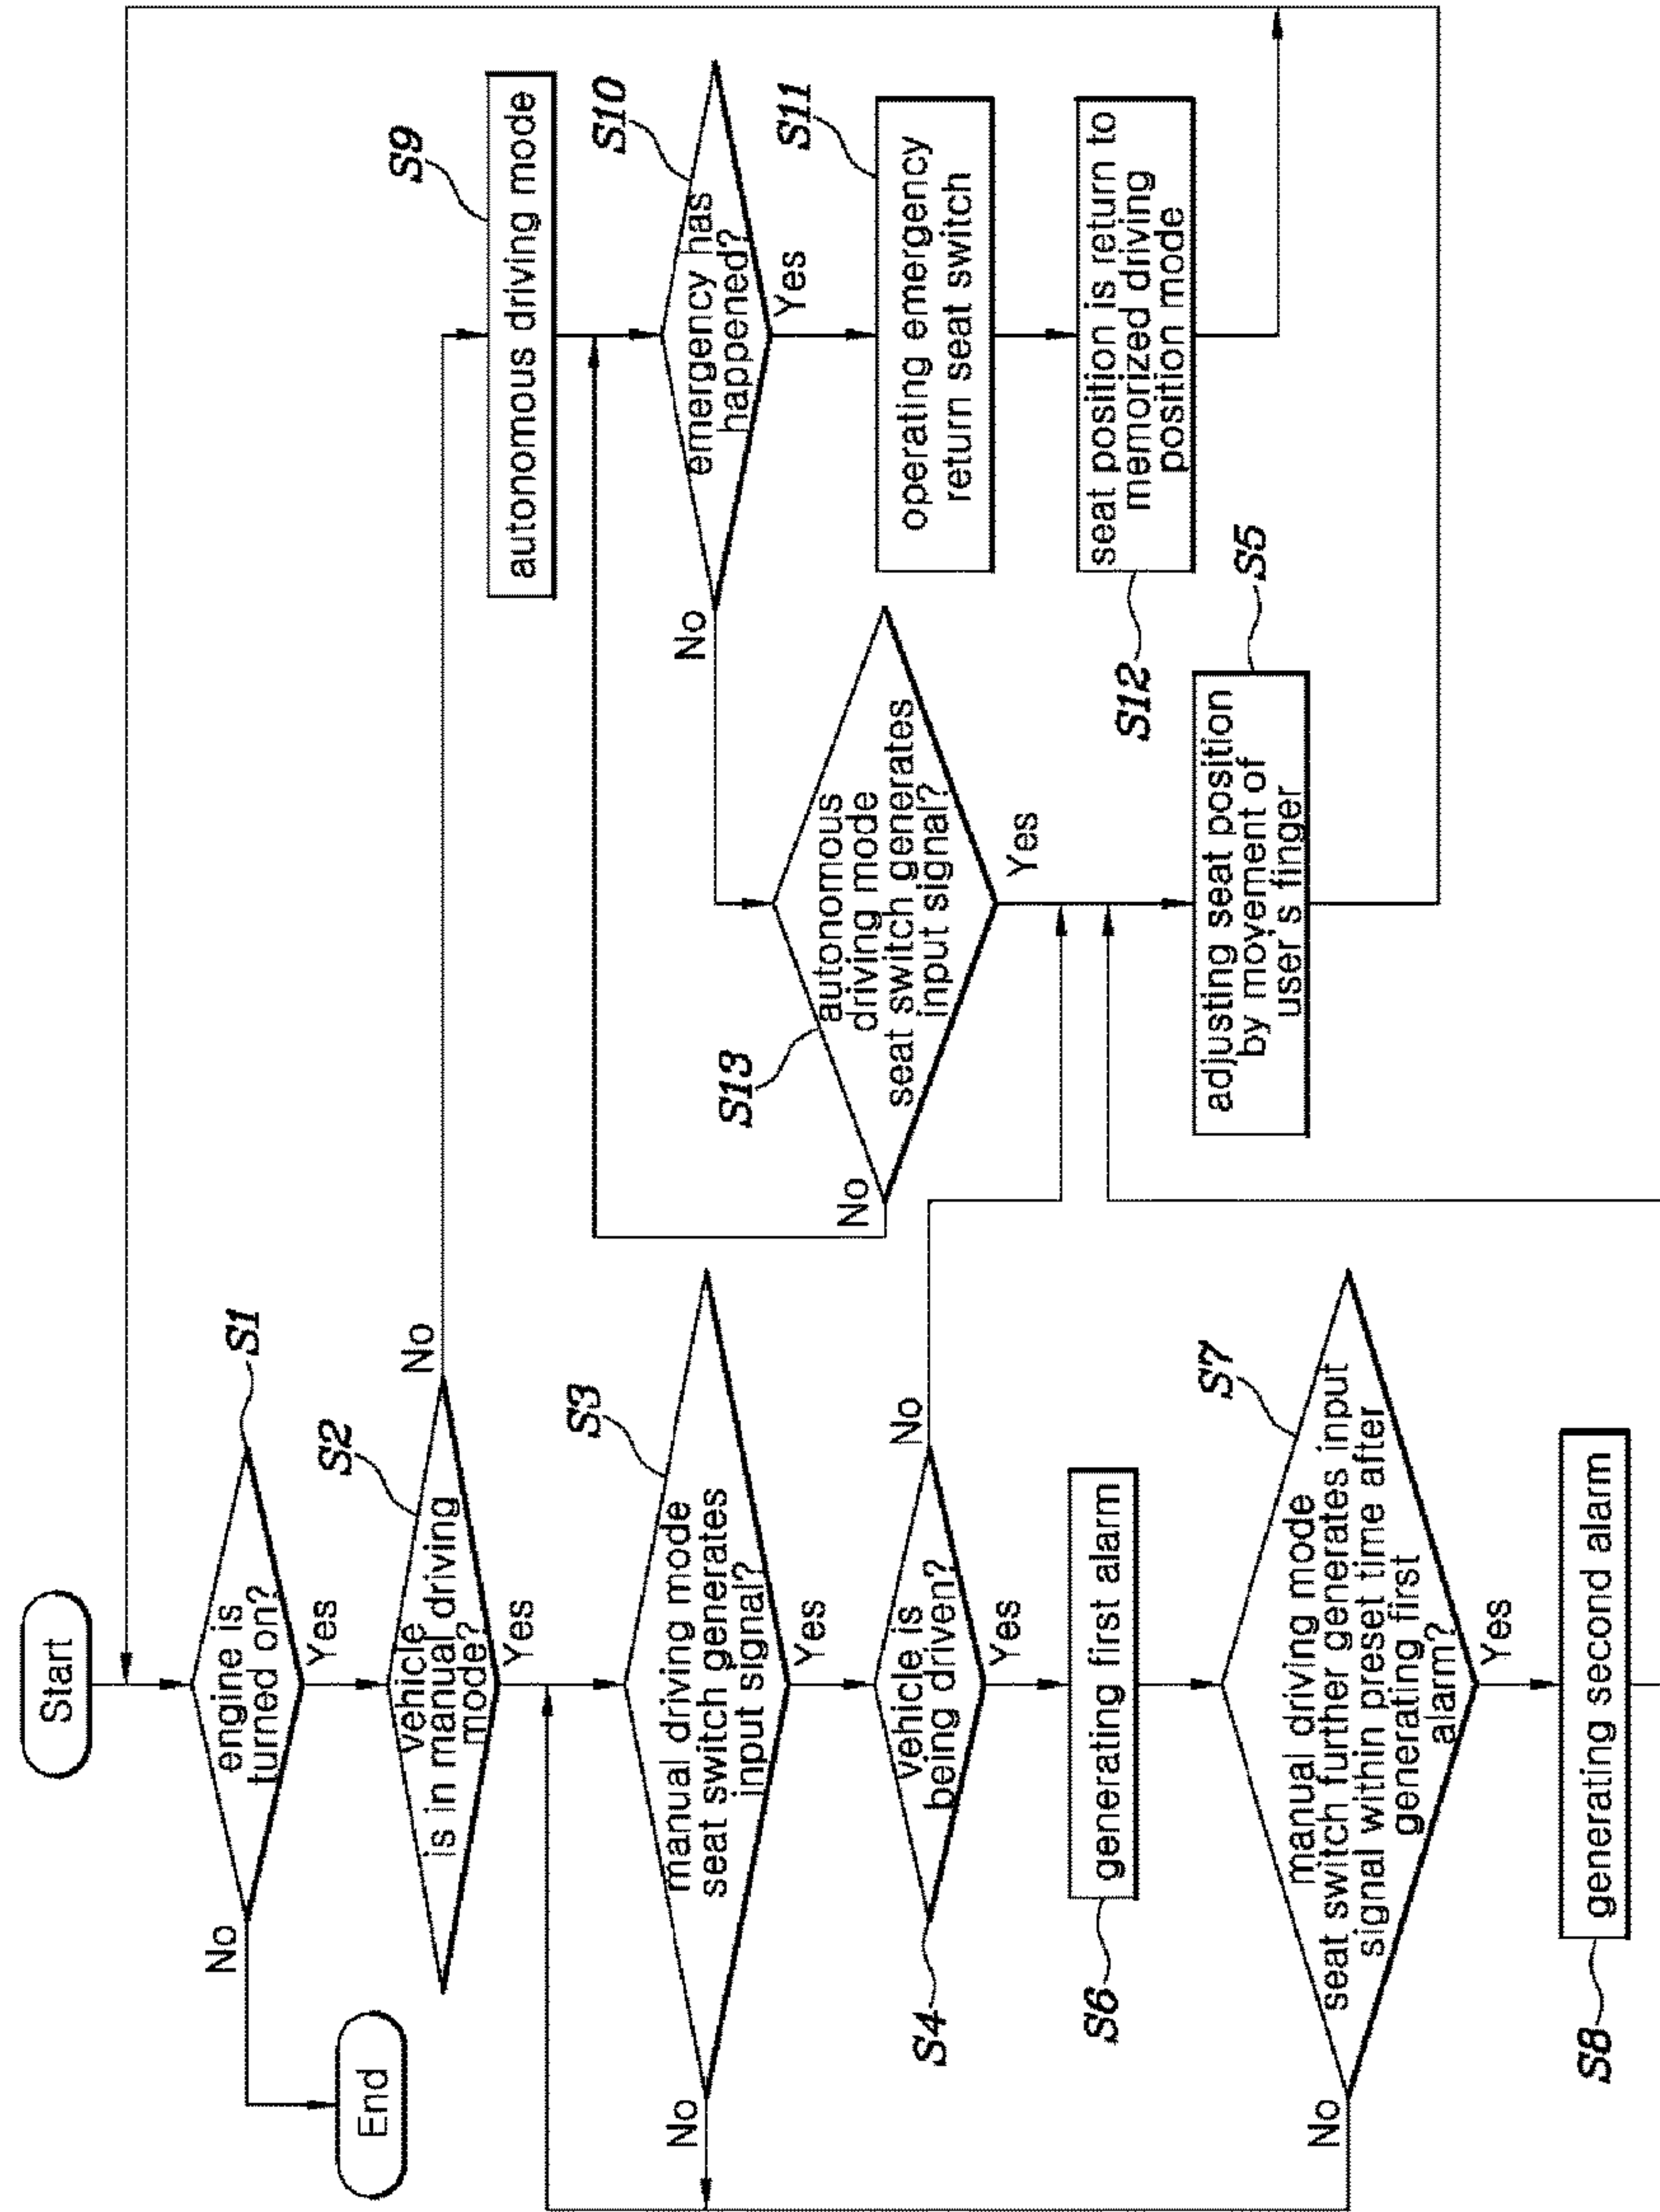 Start
engine is
turned on?
S1
No
Yes
End
vehicle
is in manual driving
mode?
S2
No
Yes
manual driving mode
seat switch generates
input signal?
S3
No
Yes
vehicle is
being driven?
S4
No
Yes
generating first alarm
S6
manual driving mode
seat switch further generates input
signal within preset time after
generating first
alarm?
S7
No
Yes
generating second alarm
S8
autonomous driving mode
S9
emergency has
happened?
S10
No
Yes
operating emergency
return seat switch
S11
seat position is return to
memorized driving
position mode
S12
autonomous
driving mode
seat switch generates
input signal?
S13
No
Yes
adjusting seat position
by movement of
user's finger
S5